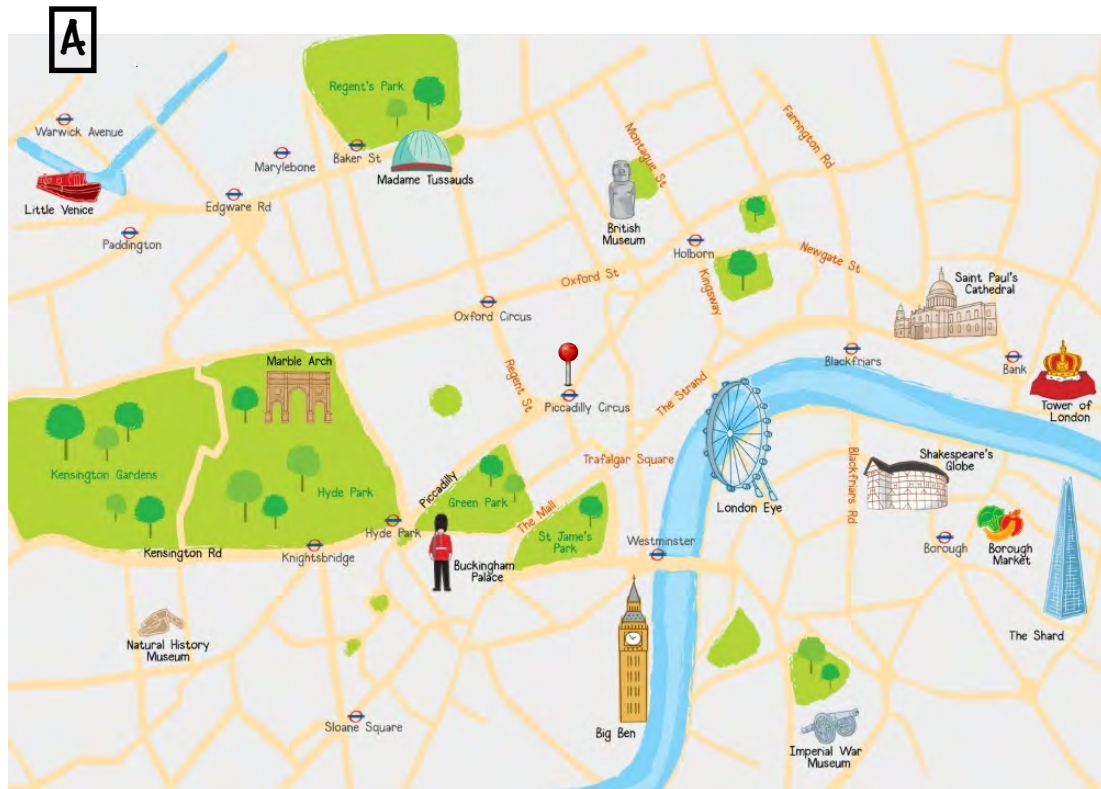 A
Regent's Park
Warwick Avenue
Marylebone
Baker St
Madame Tussauds
Little Venice
Edgware Rd
Paddington
Montague St
Farrington Rd
British
Museum
Holborn
Newgate St
Oxford St
Kingsway
Saint Paul's
Cathedral
Oxford Circus
Marble Arch
Regent St
Blackfriars
Bank
Piccadilly Circus
The Strand
Tower of
London
Kensington Gardens
Hyde Park
Piccadilly
Green Park
Trafalgar Square
Shakespeare's
Globe
Blackfriars Rd
London Eye
The Mall
Hyde Park
St Jame's
Park
Westminster
Kensington Rd
Knightsbridge
Buckingham
Palace
Borough
Borough
Market
The Shard
Natural History
Museum
Sloane Square
Big Ben
Imperial War
Museum